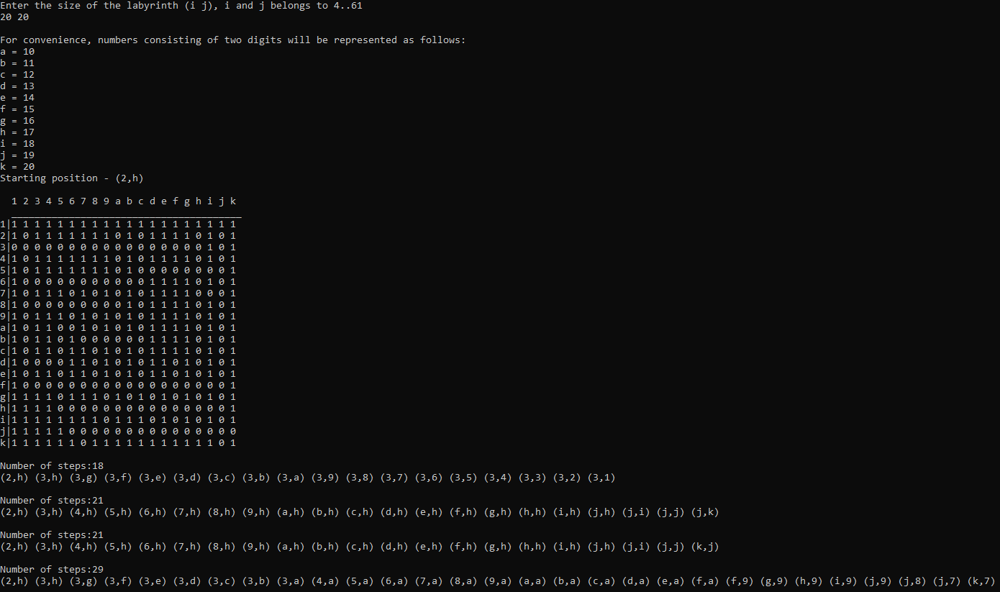 Enter the size of the labyrinth (i j), i and j belongs to 4..61
20 20
For convenience, numbers consisting of two digits will be represented as follows:
a = 10
b = 11
c = 12
d = 13
e = 14
f = 15
g = 16
h = 17
i = 18
j = 19
k = 20
Starting position - (2,h)
1 2 3 4 5 6 7 8 9 a b c d e f g h i j k
________________________________________
1|1 1 1 1 1 1 1 1 1 1 1 1 1 1 1 1 1 1 1 1
2|1 0 1 1 1 1 1 1 1 0 1 0 1 1 1 1 0 1 0 1
3|0 0 0 0 0 0 0 0 0 0 0 0 0 0 0 0 0 1 0 1
4|1 0 1 1 1 1 1 1 1 0 1 0 1 1 1 1 0 1 0 1
5|1 0 1 1 1 1 1 1 1 0 1 0 0 0 0 0 0 0 0 1
6|1 0 0 0 0 0 0 0 0 0 0 0 1 1 1 1 0 1 0 1
7|1 0 1 1 1 0 1 0 1 0 1 0 1 1 1 1 0 0 0 1
8|1 0 0 0 0 0 0 0 0 0 1 0 1 1 1 1 0 1 0 1
9|1 0 1 1 1 0 1 0 1 0 1 0 1 1 1 1 0 1 0 1
a|1 0 1 1 0 0 1 0 1 0 1 0 1 1 1 1 0 1 0 1
b|1 0 1 1 0 1 0 0 0 0 0 0 1 1 1 1 0 1 0 1
c|1 0 1 1 0 1 1 0 1 0 1 0 1 1 1 1 0 1 0 1
d|1 0 0 0 0 1 1 0 1 0 1 0 1 1 0 1 0 1 0 1
e|1 0 1 1 0 1 1 0 1 0 1 0 1 1 0 1 0 1 0 1
f|1 0 0 0 0 0 0 0 0 0 0 0 0 0 0 0 0 0 0 1
g|1 1 1 1 0 1 1 1 0 1 0 1 0 1 0 1 0 1 0 1
h|1 1 1 1 0 0 0 0 0 0 0 0 0 0 0 0 0 0 0 1
i|1 1 1 1 1 1 1 1 0 1 1 1 0 1 0 1 0 1 0 1
j|1 1 1 1 1 0 0 0 0 0 0 0 0 0 0 0 0 0 0 0
k|1 1 1 1 1 1 0 1 1 1 1 1 1 1 1 1 1 1 0 1
Number of steps:18
(2,h) (3,h) (3,g) (3,f) (3,e) (3,d) (3,c) (3,b) (3,a) (3,9) (3,8) (3,7) (3,6) (3,5) (3,4) (3,3) (3,2) (3,1)
Number of steps:21
(2,h) (3,h) (4,h) (5,h) (6,h) (7,h) (8,h) (9,h) (a,h) (b,h) (c,h) (d,h) (e,h) (f,h) (g,h) (h,h) (i,h) (j,h) (j,i) (j,j) (j,k)
Number of steps:21
(2,h) (3,h) (4,h) (5,h) (6,h) (7,h) (8,h) (9,h) (a,h) (b,h) (c,h) (d,h) (e,h) (f,h) (g,h) (h,h) (i,h) (j,h) (j,i) (j,j) (k,j)
Number of steps:29
(2,h) (3,h) (3,g) (3,f) (3,e) (3,d) (3,c) (3,b) (3,a) (4,a) (5,a) (6,a) (7,a) (8,a) (9,a) (a,a) (b,a) (c,a) (d,a) (e,a) (f,a) (f,9) (g,9) (h,9) (i,9) (j,9) (j,8) (j,7) (k,7)